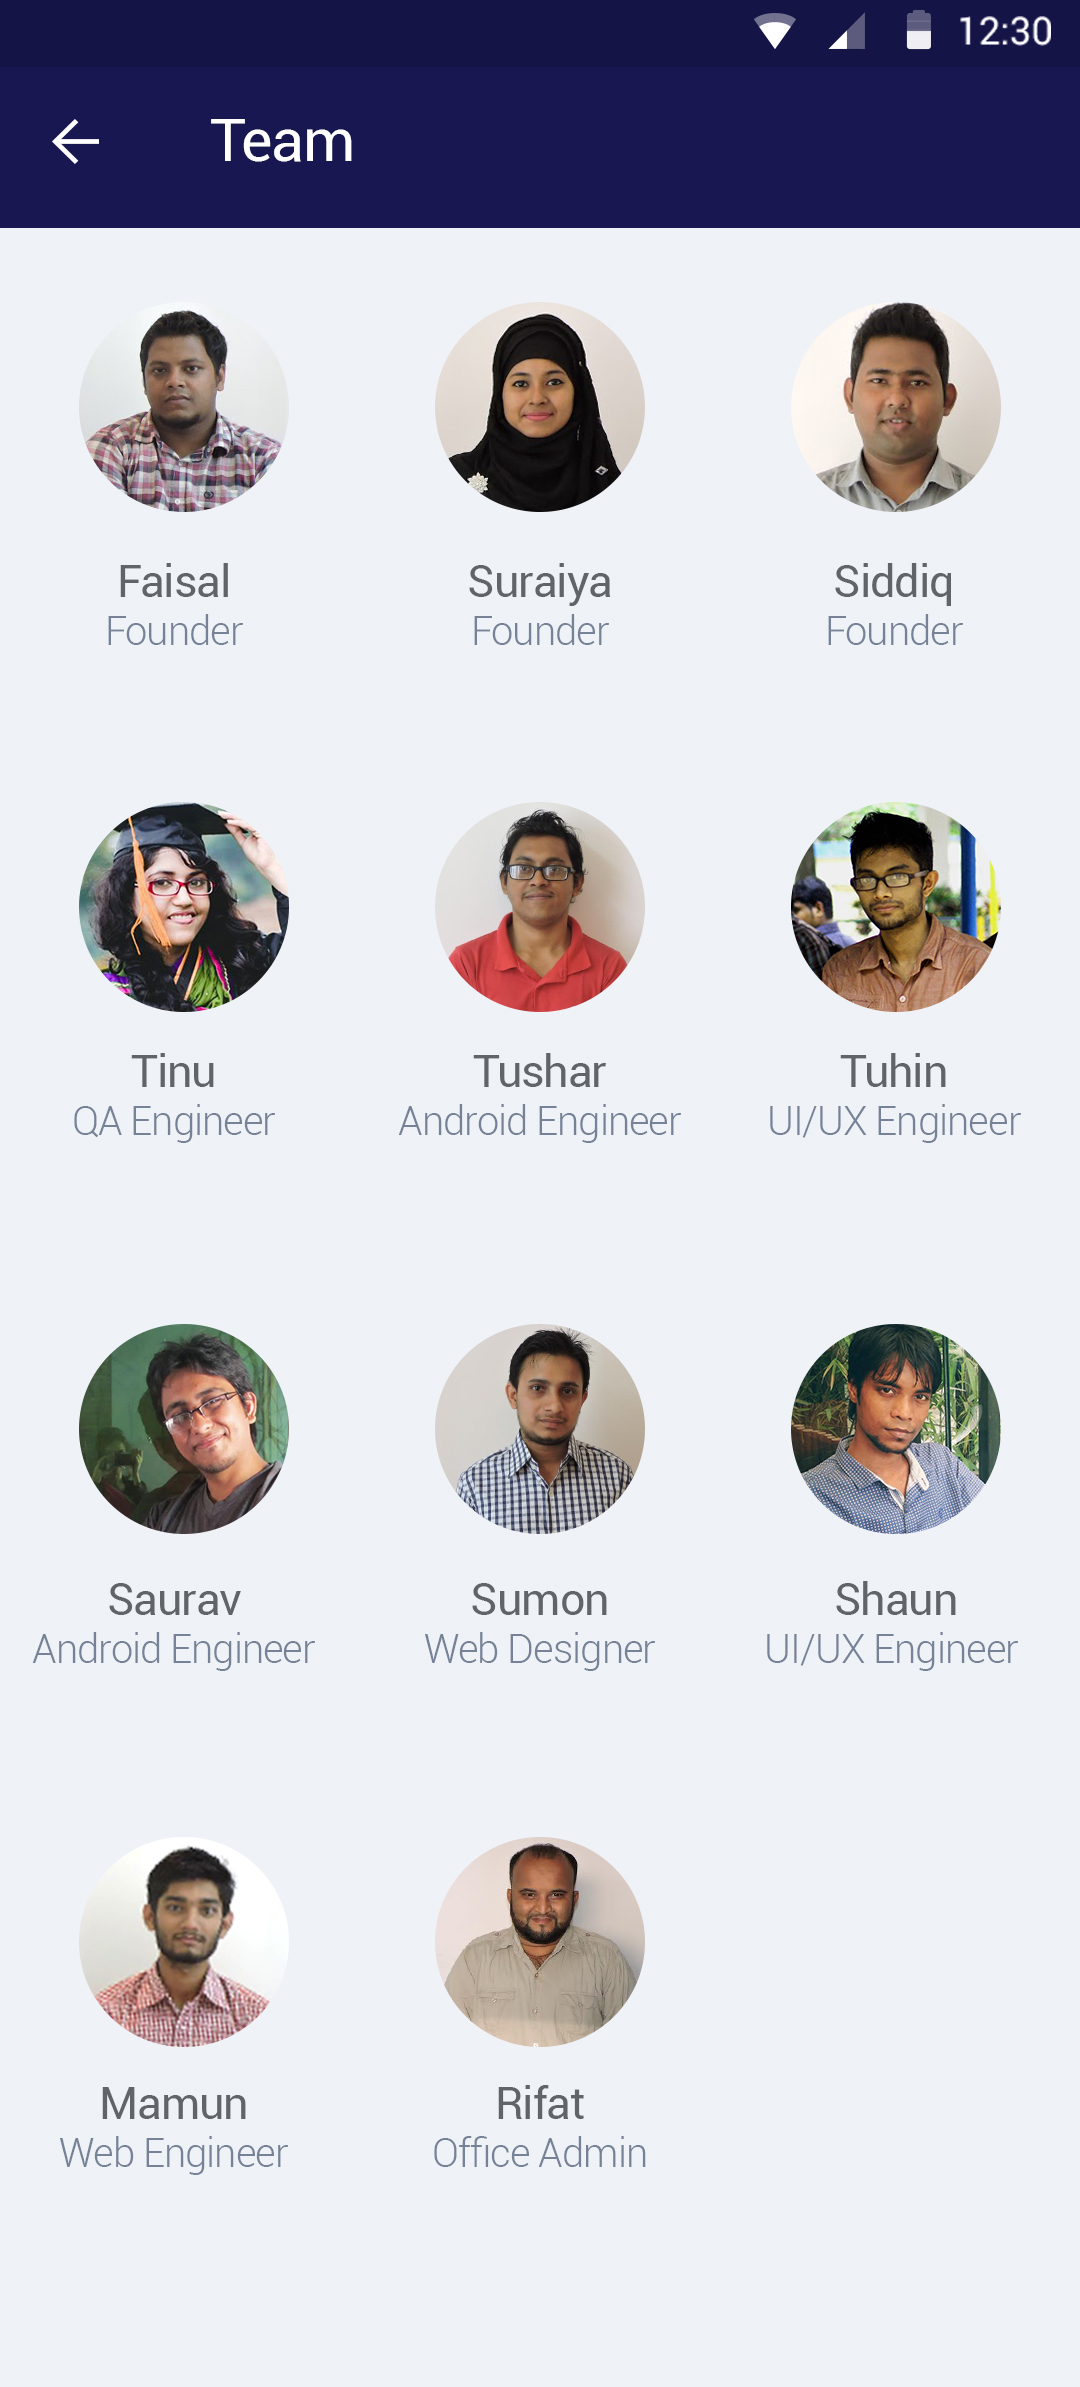 12:30
Team
Faisal
Founder
Suraiya
Founder
Siddiq
Founder
Tinu
QA Engineer
Tushar
Android Engineer
Tuhin
UI/UX Engineer
Saurav
Android Engineer
Sumon
Web Designer
Shaun
UI/UX Engineer
Mamun
Web Engineer
Rifat
Office Admin